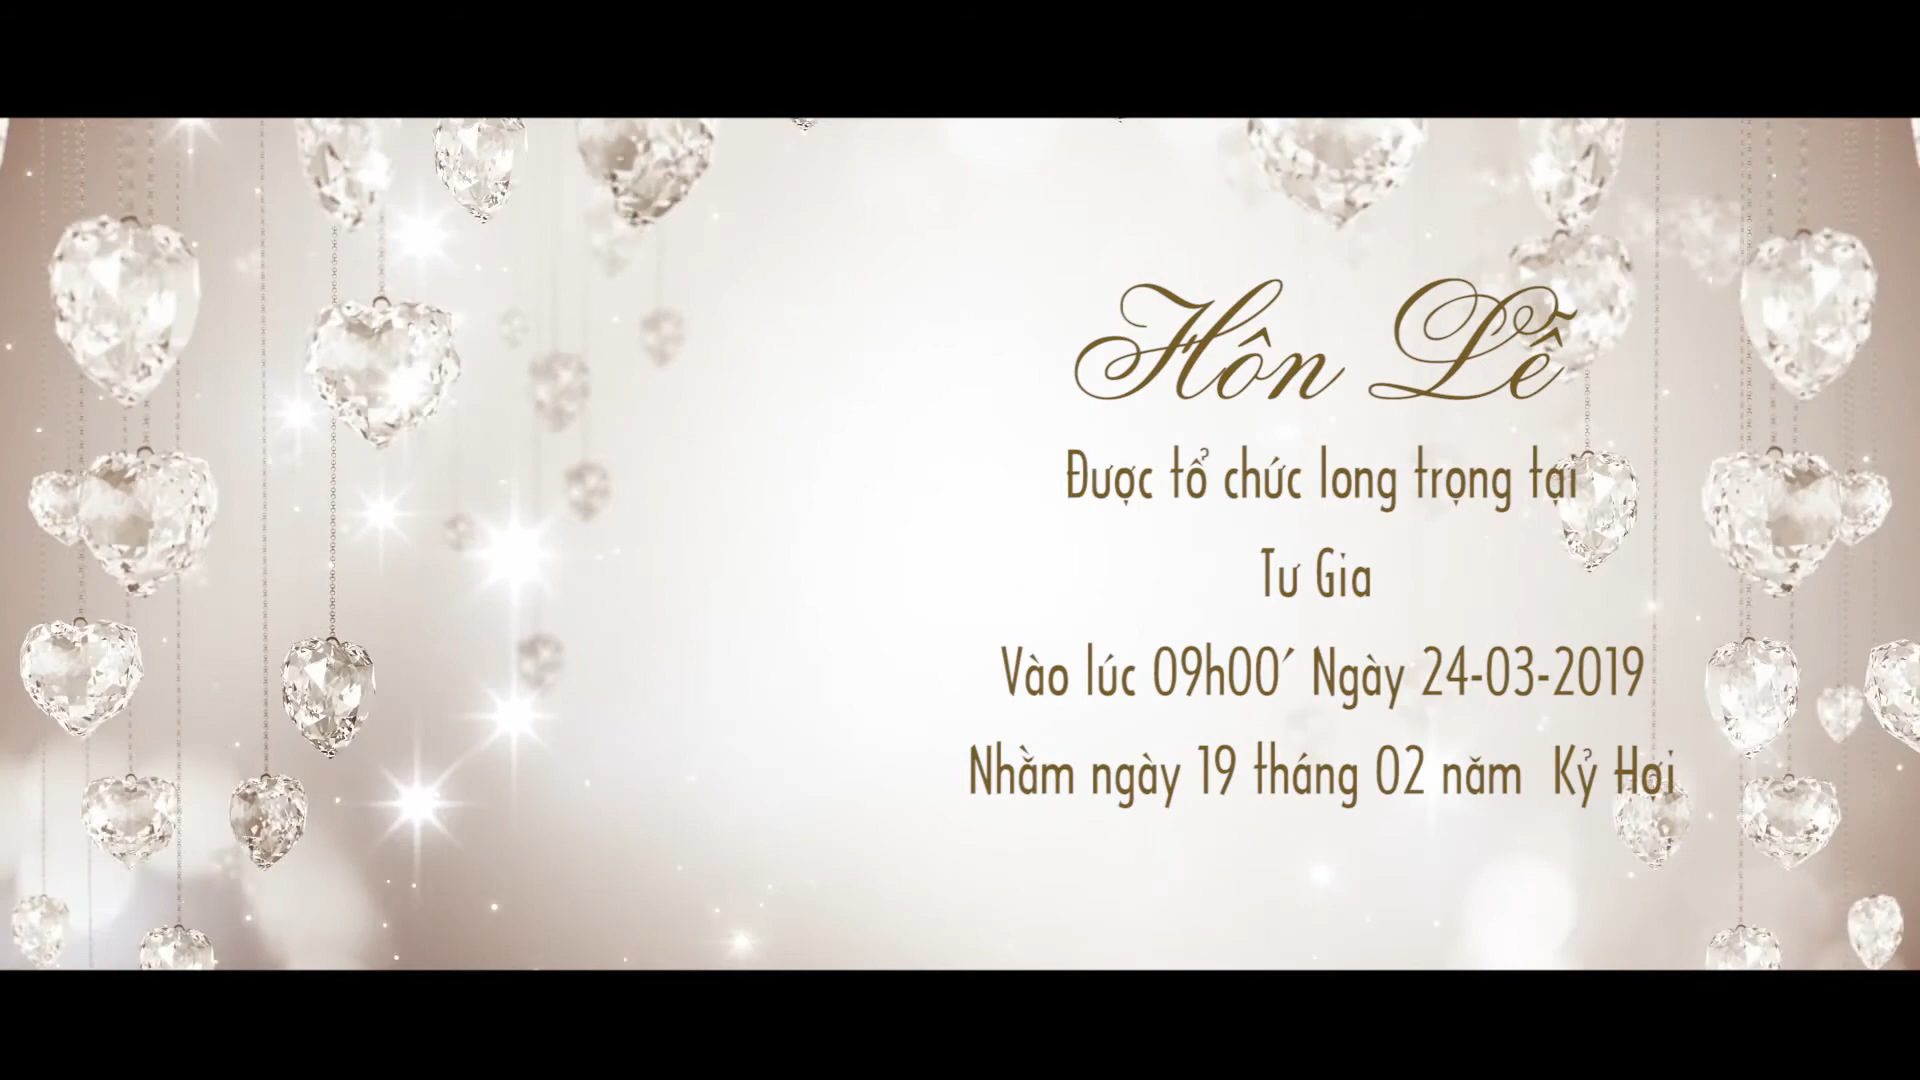 Hôn Lễ
Được tổ chức long trọng tại
Tư Gia
Vào lúc 09h00´ Ngày 24-03-2019
Nhằm ngày 19 tháng 02 năm  Kỷ Hợi